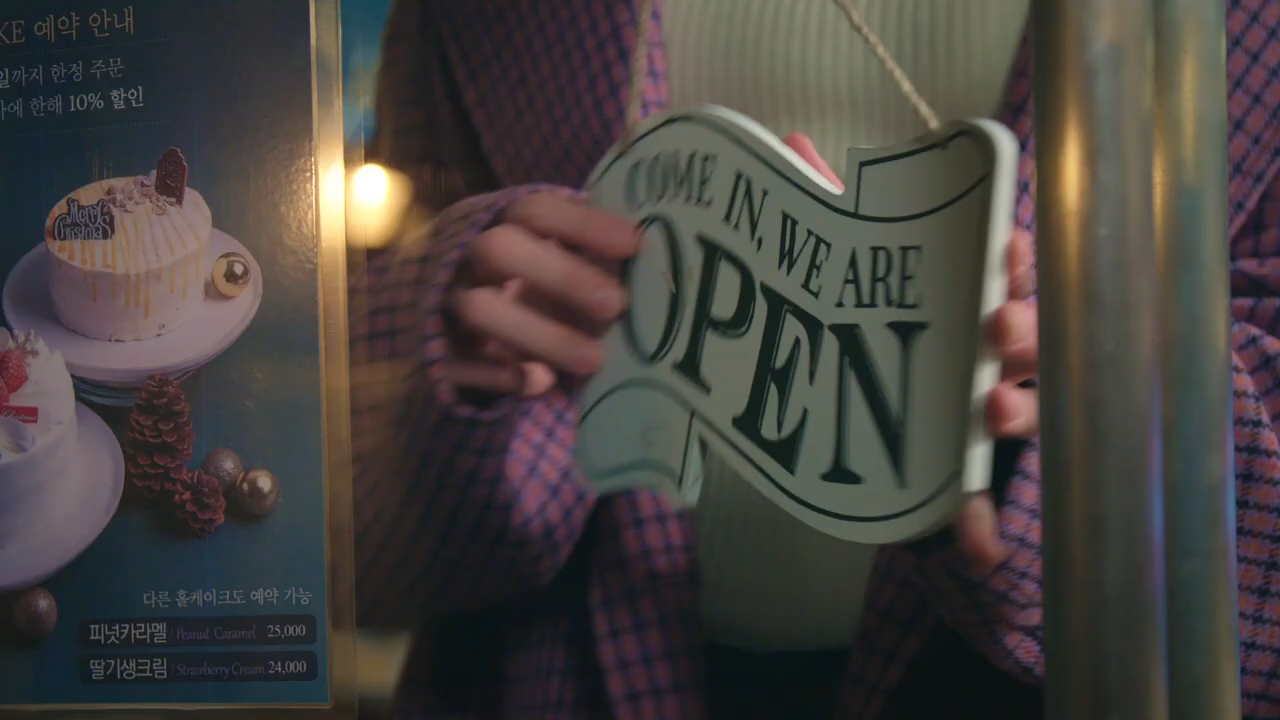 KE 예약 안내
일까지 한정 주문
에 한해 10% 할인
Merry
Christmas
다른 홀케이크도 예약 가능
피넛카라멜 / Peanut Caramel 25,000
딸기생크림 / Strawberry Cream 24,000
COME IN, WE ARE
OPEN